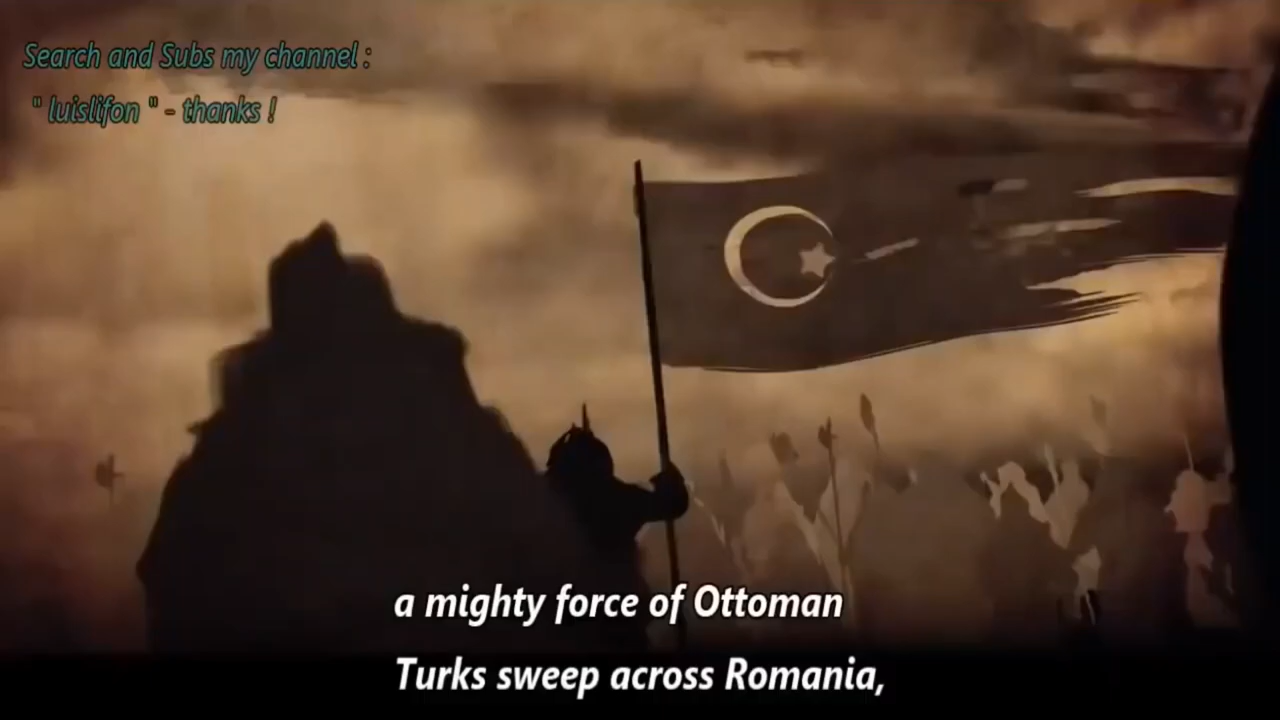 Search and Subs my channel :
" luislifon " - thanks !
a mighty force of Ottoman
Turks sweep across Romania,